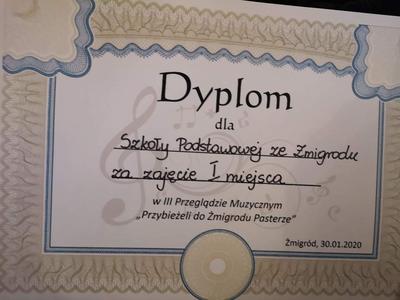 Dyplom
dla
Szkoły Podstawowej ze Żmigrodu
za zajęcie I miejsca
w III Przeglądzie Muzycznym
„Przybieżeli do Żmigrodu Pasterze”
Żmigród, 30.01.2020